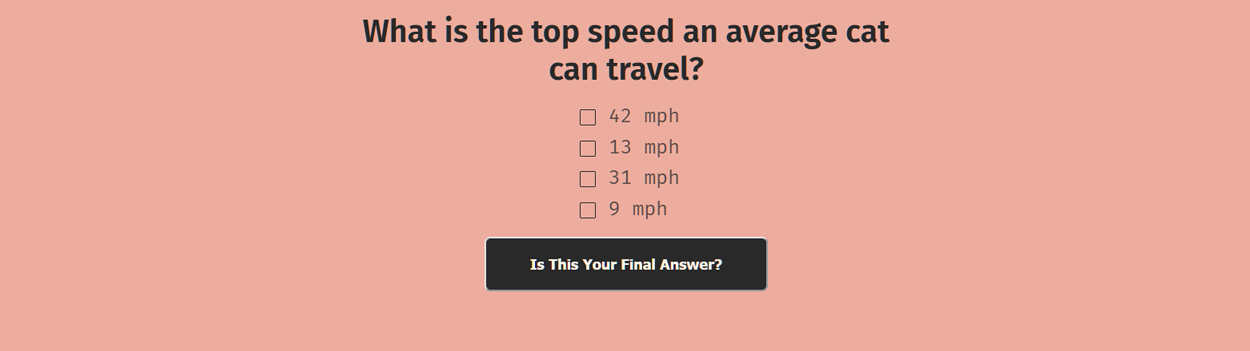 What is the top speed an average cat
can travel?
42 mph
13 mph
31 mph
9 mph
Is This Your Final Answer?